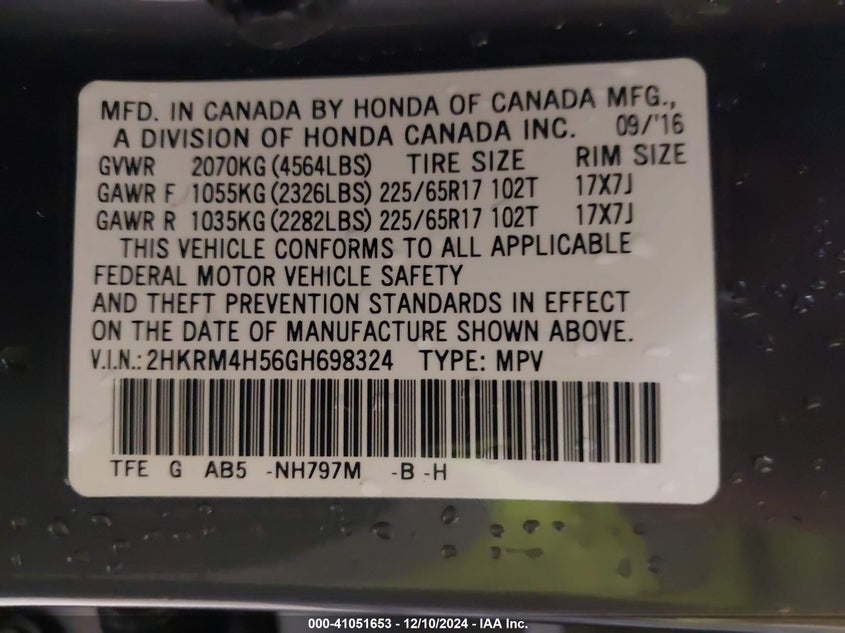 MFD. IN CANADA BY HONDA OF CANADA MFG.,
A DIVISION OF HONDA CANADA INC. 09/'16
GVWR 2070KG (4564LBS) TIRE SIZE RIM SIZE
GAWR F 1055KG (2326LBS) 225/65R17 102T 17X7J
GAWR R 1035KG (2282LBS) 225/65R17 102T 17X7J
THIS VEHICLE CONFORMS TO ALL APPLICABLE
FEDERAL MOTOR VEHICLE SAFETY
AND THEFT PREVENTION STANDARDS IN EFFECT
ON THE DATE OF MANUFACTURE SHOWN ABOVE.
V.I.N.: 2HKRM4H56GH698324 TYPE: MPV
TFE G AB5 -NH797M -B -H
000-41051653 - 12/10/2024 - IAA Inc.